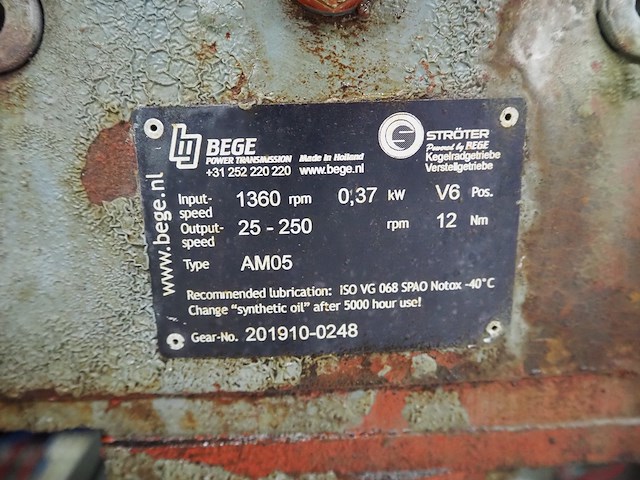 BEGE
POWER TRANSMISSION Made in Holland
+31 252 220 220 www.bege.nl
STRÖTER
Powered by BEGE
Kegelradgetriebe
Verstellgetriebe
www.bege.nl
Input-speed 1360 rpm 0,37 kW V6 Pos.
Output-speed 25 - 250 rpm 12 Nm
Type AM05
Recommended lubrication: ISO VG 068 SPAO Notox -40°C
Change "synthetic oil" after 5000 hour use!
Gear-No. 201910-0248